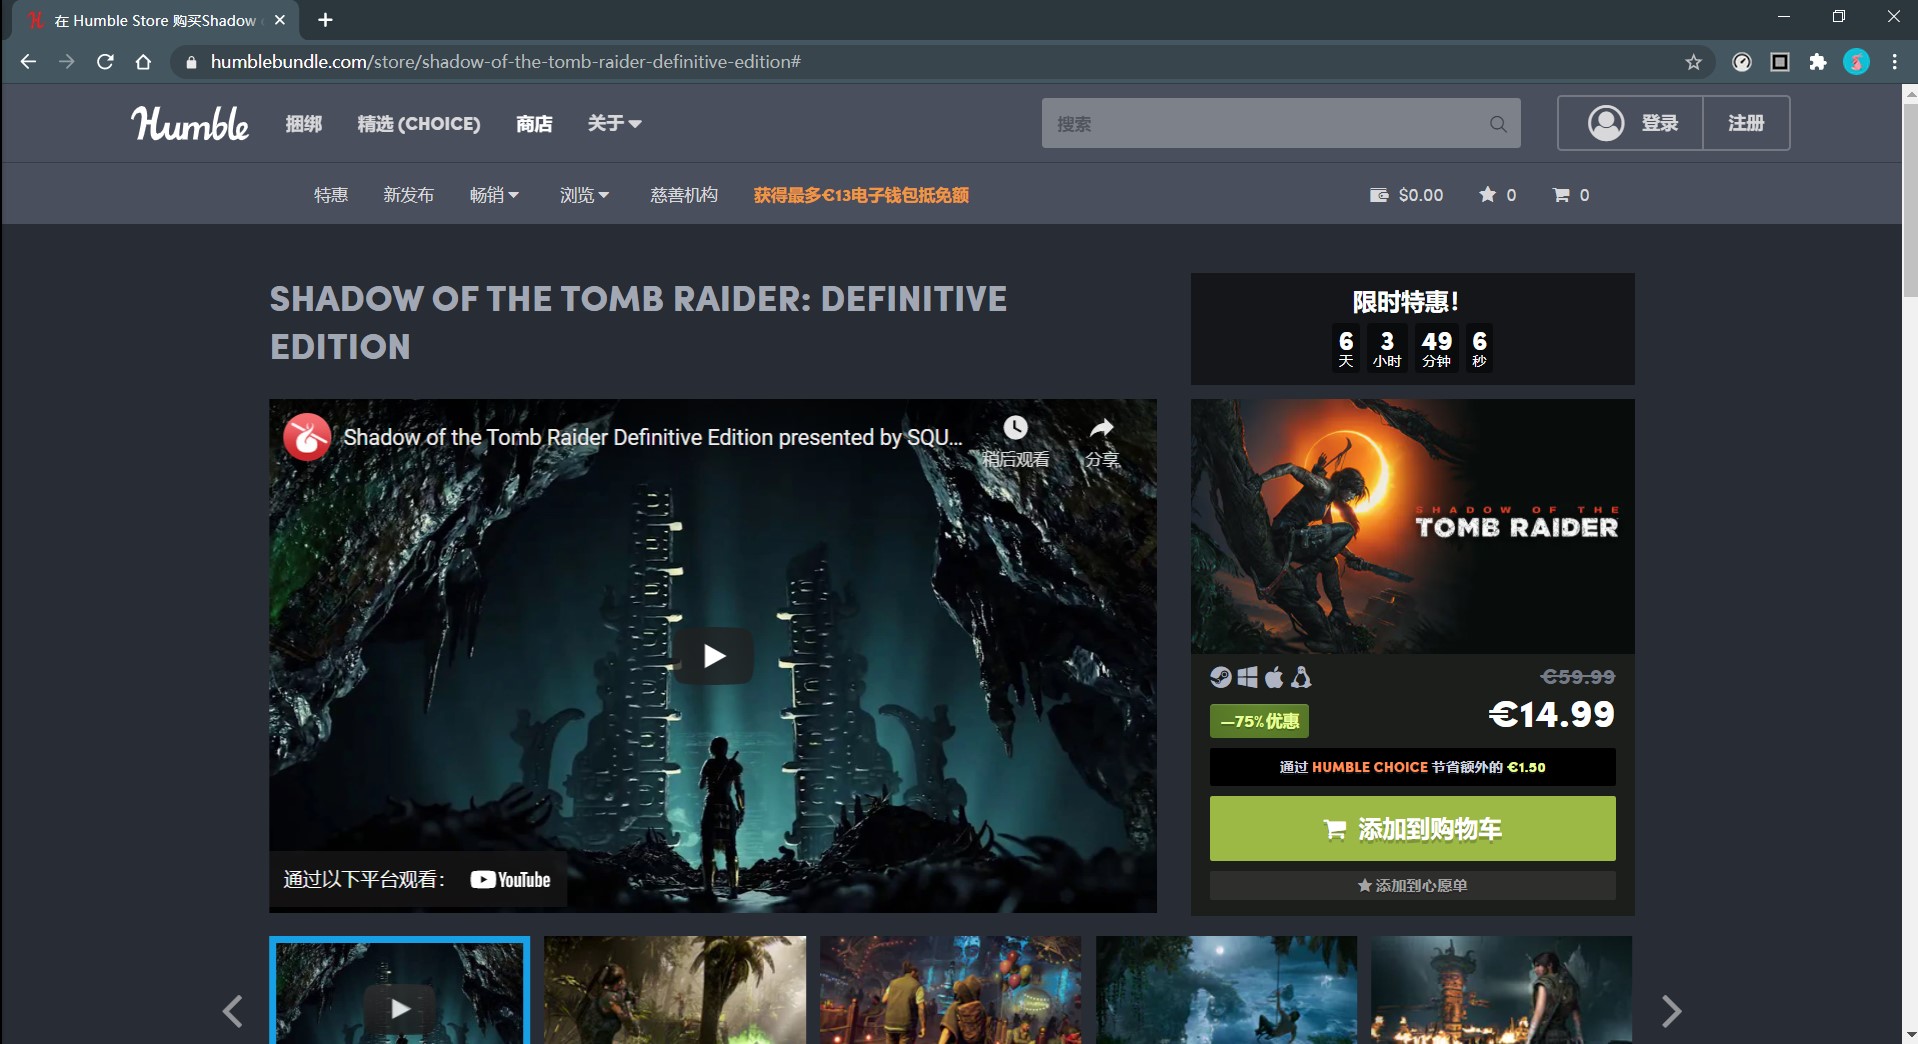 在 Humble Store 购买Shadow
humblebundle.com/store/shadow-of-the-tomb-raider-definitive-edition#
Humble 捆绑 精选 (CHOICE) 商店 关于 搜索 登录 注册
特惠 新发布 畅销 浏览 慈善机构 获得最多€13电子钱包抵免额 $0.00 0 0
SHADOW OF THE TOMB RAIDER: DEFINITIVE
EDITION
限时特惠!
6 3 49 6
天 小时 分钟 秒
Shadow of the Tomb Raider Definitive Edition presented by SQU...
稍后观看 分享
SHADOW OF THE
TOMB RAIDER
€59.99
€14.99
—75% 优惠
通过 HUMBLE CHOICE 节省额外的 €1.50
添加到购物车
添加到心愿单
通过以下平台观看： YouTube